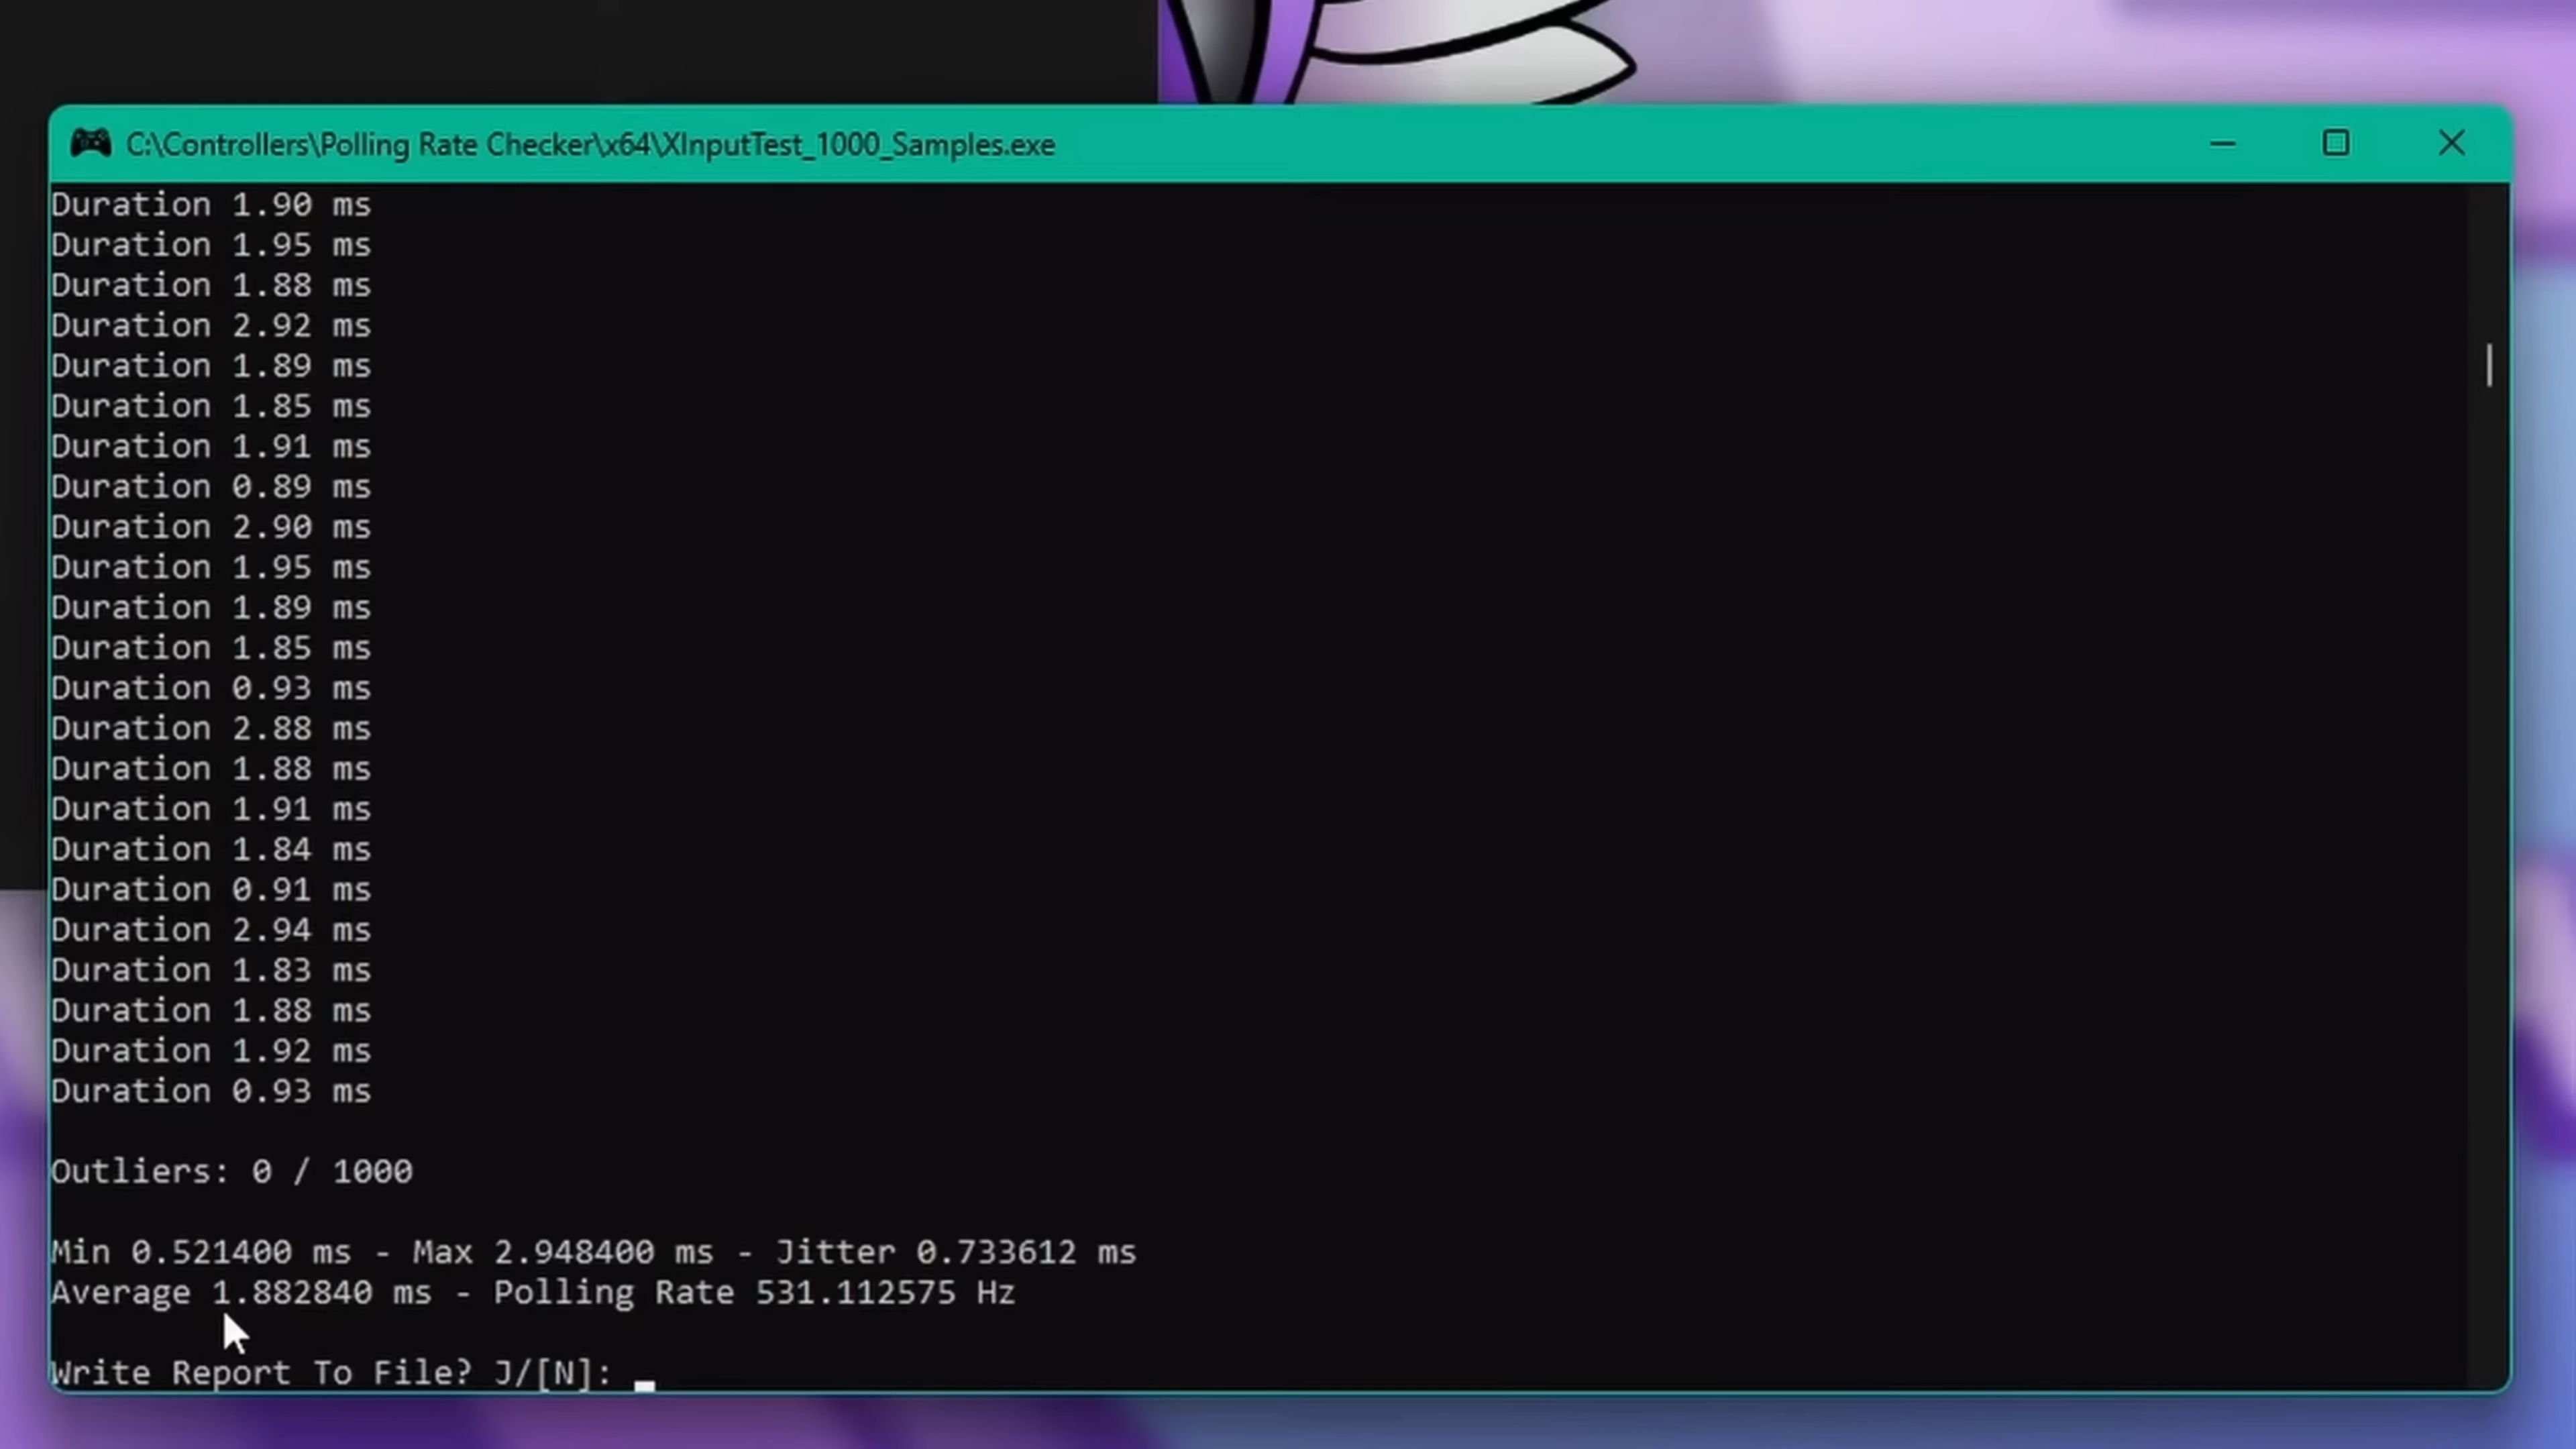 C:\Controllers\Polling Rate Checker\x64\XInputTest_1000_Samples.exe
Duration 1.90 ms
Duration 1.95 ms
Duration 1.88 ms
Duration 2.92 ms
Duration 1.89 ms
Duration 1.85 ms
Duration 1.91 ms
Duration 0.89 ms
Duration 2.90 ms
Duration 1.95 ms
Duration 1.89 ms
Duration 1.85 ms
Duration 0.93 ms
Duration 2.88 ms
Duration 1.88 ms
Duration 1.91 ms
Duration 1.84 ms
Duration 0.91 ms
Duration 2.94 ms
Duration 1.83 ms
Duration 1.88 ms
Duration 1.92 ms
Duration 0.93 ms
Outliers: 0 / 1000
Min 0.521400 ms - Max 2.948400 ms - Jitter 0.733612 ms
Average 1.882840 ms - Polling Rate 531.112575 Hz
Write Report To File? J/[N]: